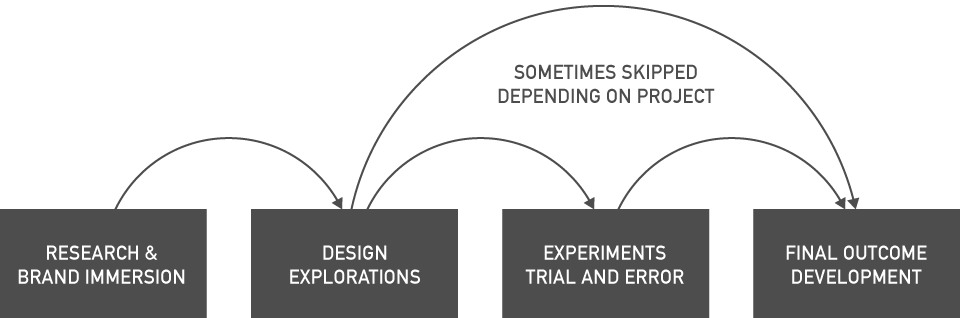 SOMETIMES SKIPPED
DEPENDING ON PROJECT
RESEARCH &
BRAND IMMERSION
DESIGN
EXPLORATIONS
EXPERIMENTS
TRIAL AND ERROR
FINAL OUTCOME
DEVELOPMENT